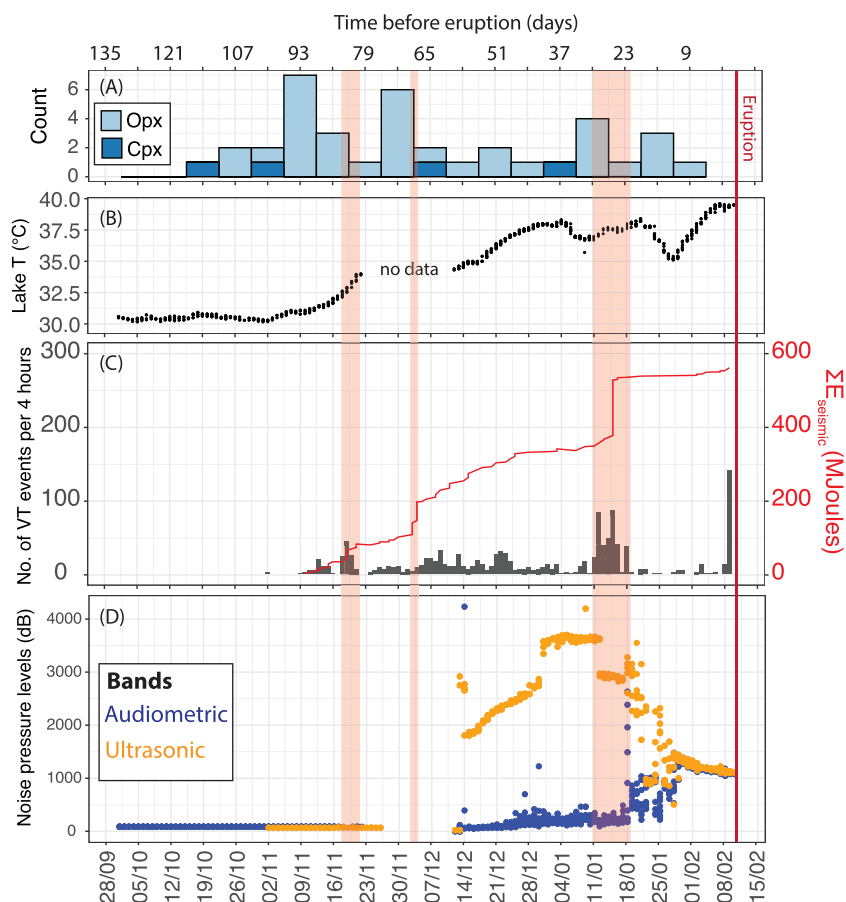 Time before eruption (days)
135 121 107 93 79 65 51 37 23 9
(A)
Count
6
4
2
0
Opx
Cpx
Eruption
(B)
Lake T (°C)
40.0
37.5
35.0
32.5
30.0
no data
(C)
No. of VT events per 4 hours
300
200
100
0
600
400
200
0
ΣE seismic (MJoules)
(D)
Noise pressure levels (dB)
4000
3000
2000
1000
0
Bands
Audiometric
Ultrasonic
28/09 05/10 12/10 19/10 26/10 02/11 09/11 16/11 23/11 30/11 07/12 14/12 21/12 28/12 04/01 11/01 18/01 25/01 01/02 08/02 15/02